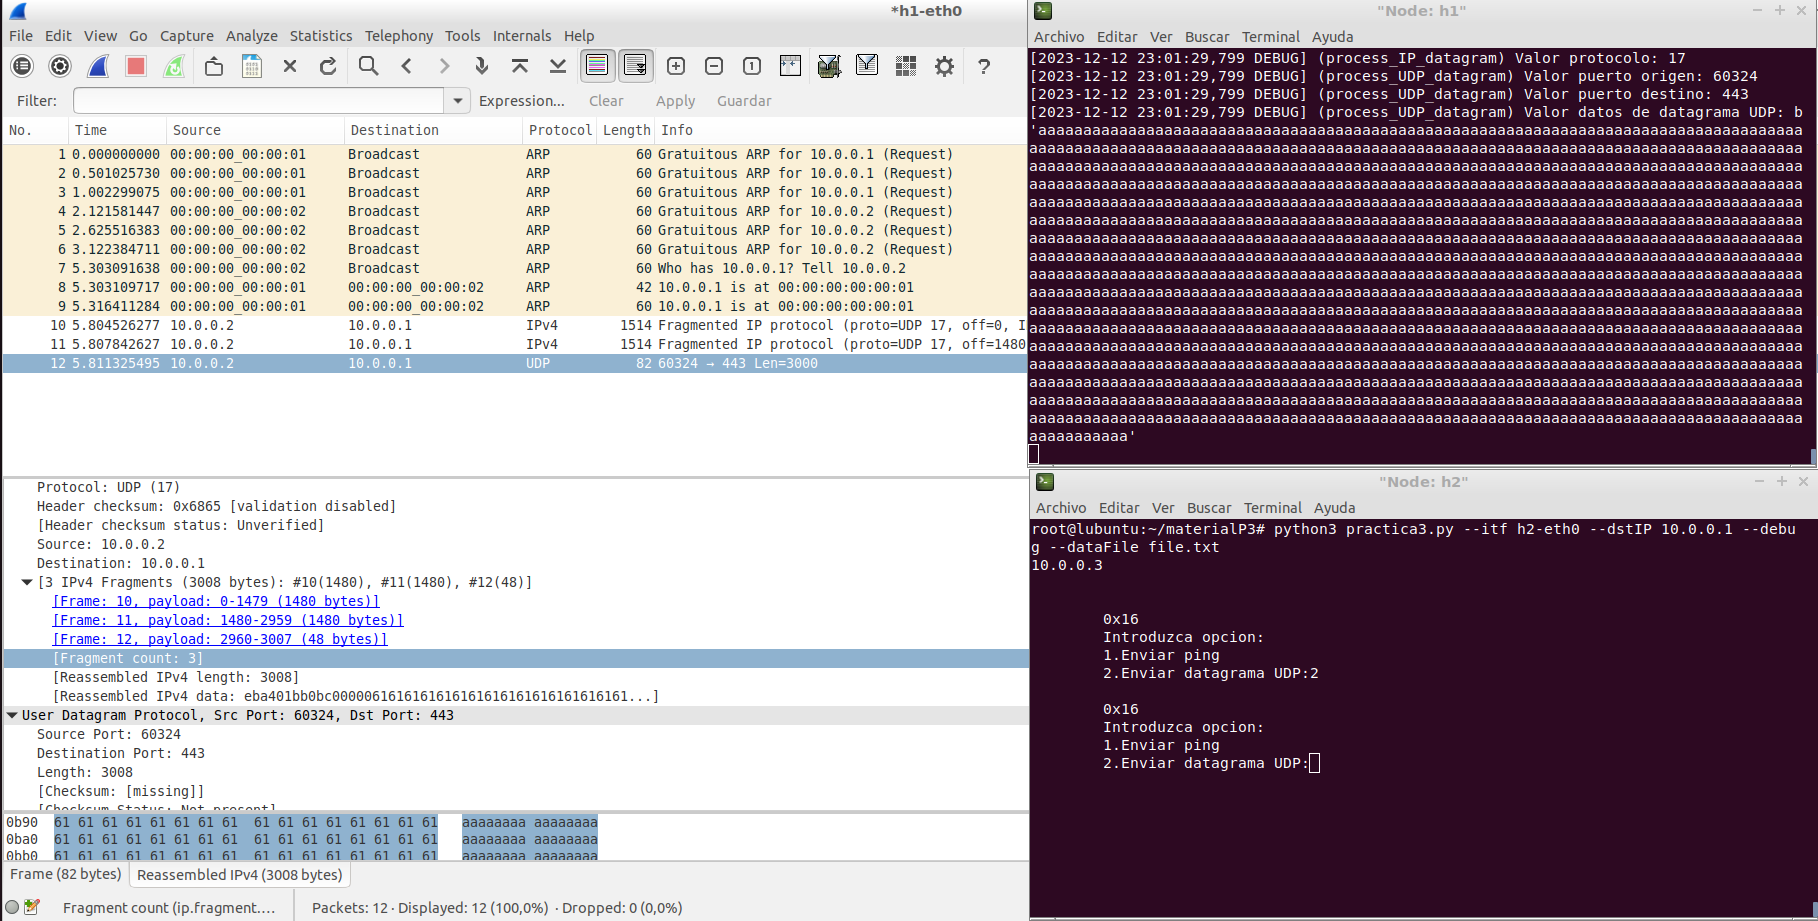 *h1-eth0
File Edit View Go Capture Analyze Statistics Telephony Tools Internals Help
Filter: Expression... Clear Apply Guardar
No. Time Source Destination Protocol Length Info
1 0.000000000 00:00:00_00:00:01 Broadcast ARP 60 Gratuitous ARP for 10.0.0.1 (Request)
2 0.501025730 00:00:00_00:00:01 Broadcast ARP 60 Gratuitous ARP for 10.0.0.1 (Request)
3 1.002299075 00:00:00_00:00:01 Broadcast ARP 60 Gratuitous ARP for 10.0.0.1 (Request)
4 2.121581447 00:00:00_00:00:02 Broadcast ARP 60 Gratuitous ARP for 10.0.0.2 (Request)
5 2.625516383 00:00:00_00:00:02 Broadcast ARP 60 Gratuitous ARP for 10.0.0.2 (Request)
6 3.122384711 00:00:00_00:00:02 Broadcast ARP 60 Gratuitous ARP for 10.0.0.2 (Request)
7 5.303091638 00:00:00_00:00:02 Broadcast ARP 60 Who has 10.0.0.1? Tell 10.0.0.2
8 5.303109717 00:00:00_00:00:01 00:00:00_00:00:02 ARP 42 10.0.0.1 is at 00:00:00:00:00:01
9 5.316411284 00:00:00_00:00:01 00:00:00_00:00:02 ARP 60 10.0.0.1 is at 00:00:00:00:00:01
10 5.804526277 10.0.0.2 10.0.0.1 IPv4 1514 Fragmented IP protocol (proto=UDP 17, off=0, I
11 5.807842627 10.0.0.2 10.0.0.1 IPv4 1514 Fragmented IP protocol (proto=UDP 17, off=1480
12 5.811325495 10.0.0.2 10.0.0.1 UDP 82 60324 → 443 Len=3000
Protocol: UDP (17)
Header checksum: 0x6865 [validation disabled]
[Header checksum status: Unverified]
Source: 10.0.0.2
Destination: 10.0.0.1
[3 IPv4 Fragments (3008 bytes): #10(1480), #11(1480), #12(48)]
[Frame: 10, payload: 0-1479 (1480 bytes)]
[Frame: 11, payload: 1480-2959 (1480 bytes)]
[Frame: 12, payload: 2960-3007 (48 bytes)]
[Fragment count: 3]
[Reassembled IPv4 length: 3008]
[Reassembled IPv4 data: eba401bb0bc00000616161616161616161616161616161...]
User Datagram Protocol, Src Port: 60324, Dst Port: 443
Source Port: 60324
Destination Port: 443
Length: 3008
[Checksum: [missing]]
[Checksum Status: Not present]
0b90 61 61 61 61 61 61 61 61 61 61 61 61 61 61 61 61 aaaaaaaa aaaaaaaa
0ba0 61 61 61 61 61 61 61 61 61 61 61 61 61 61 61 61 aaaaaaaa aaaaaaaa
0bb0 61 61 61 61 61 61 61 61 61 61 61 61 61 61 61 61 aaaaaaaa aaaaaaaa
Frame (82 bytes) Reassembled IPv4 (3008 bytes)
Fragment count (ip.fragment.... Packets: 12 · Displayed: 12 (100,0%) · Dropped: 0 (0,0%)
"Node: h1"
Archivo Editar Ver Buscar Terminal Ayuda
[2023-12-12 23:01:29,799 DEBUG] (process_IP_datagram) Valor protocolo: 17
[2023-12-12 23:01:29,799 DEBUG] (process_UDP_datagram) Valor puerto origen: 60324
[2023-12-12 23:01:29,799 DEBUG] (process_UDP_datagram) Valor puerto destino: 443
[2023-12-12 23:01:29,799 DEBUG] (process_UDP_datagram) Valor datos de datagrama UDP: b
aaaaaaaaaaa'
"Node: h2"
Archivo Editar Ver Buscar Terminal Ayuda
root@lubuntu:~/materialP3# python3 practica3.py --itf h2-eth0 --dstIP 10.0.0.1 --debu
g --dataFile file.txt
10.0.0.3
0x16
Introduzca opcion:
1.Enviar ping
2.Enviar datagrama UDP:2
0x16
Introduzca opcion:
1.Enviar ping
2.Enviar datagrama UDP: